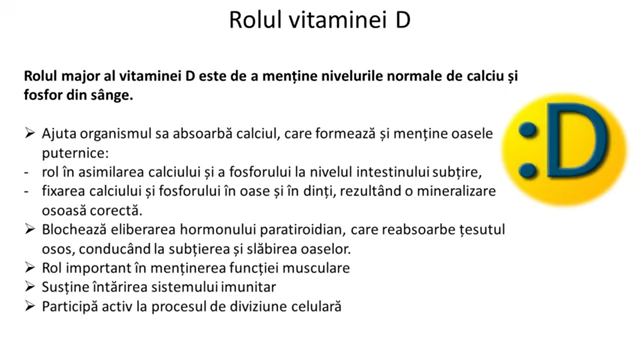 Rolul vitaminei D
Rolul major al vitaminei D este de a menține nivelurile normale de calciu și
fosfor din sânge.
➢ Ajuta organismul sa absoarbă calciul, care formează și menține oasele
puternice:
- rol în asimilarea calciului și a fosforului la nivelul intestinului subțire,
- fixarea calciului și fosforului în oase și în dinți, rezultând o mineralizare
osoasă corectă.
➢ Blochează eliberarea hormonului paratiroidian, care reabsoarbe țesutul
osos, conducând la subțierea și slăbirea oaselor.
➢ Rol important în menținerea funcției musculare
➢ Susține întărirea sistemului imunitar
➢ Participă activ la procesul de diviziune celulară
:D